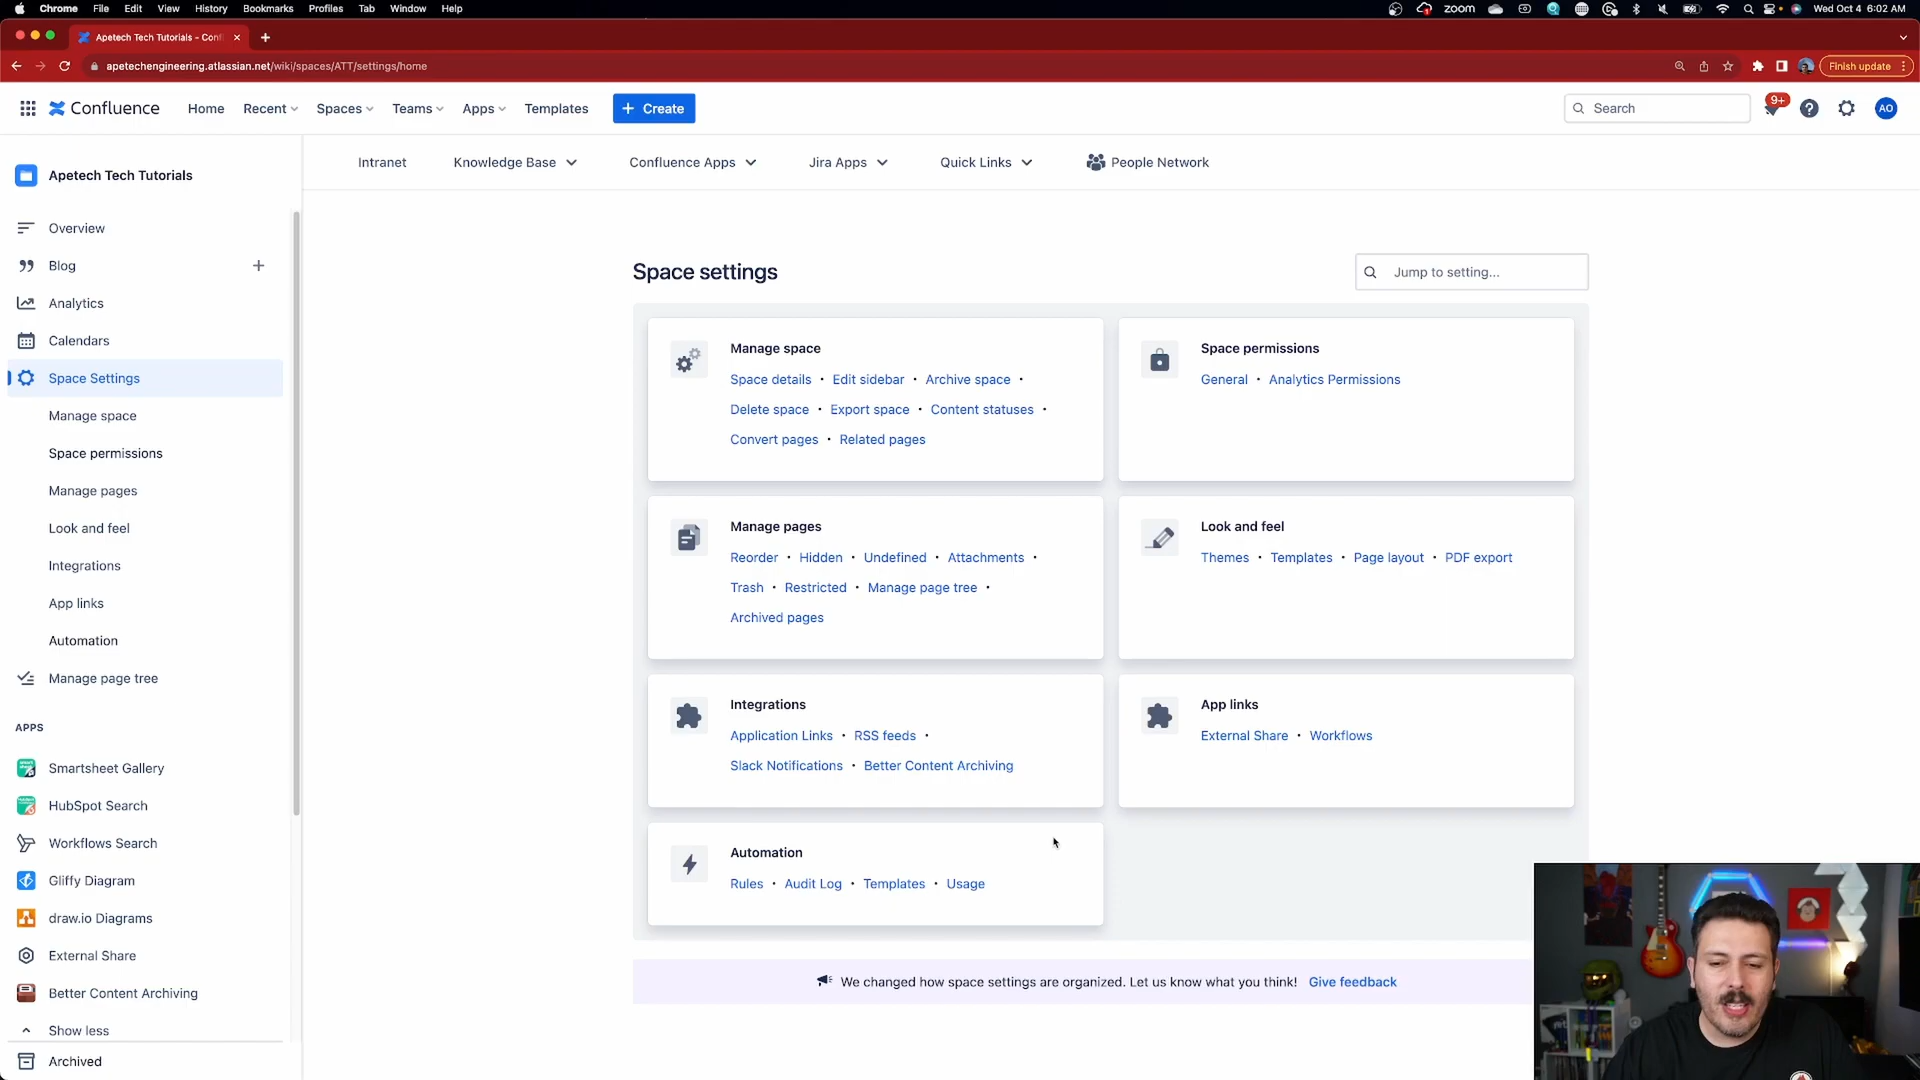 Chrome File Edit View History Bookmarks Profiles Tab Window Help zoom Wed Oct 4 6:02 AM
Apetech Tech Tutorials - Conf
apetechengineering.atlassian.net/wiki/spaces/ATT/settings/home Finish update
Confluence Home Recent Spaces Teams Apps Templates + Create Search 9+ AO
Intranet Knowledge Base Confluence Apps Jira Apps Quick Links People Network
Apetech Tech Tutorials
Overview
Blog
Analytics
Calendars
Space Settings
Manage space
Space permissions
Manage pages
Look and feel
Integrations
App links
Automation
Manage page tree
APPS
Smartsheet Gallery
HubSpot Search
Workflows Search
Gliffy Diagram
draw.io Diagrams
External Share
Better Content Archiving
Show less
Archived
Space settings
Jump to setting...
Manage space
Space details • Edit sidebar • Archive space •
Delete space • Export space • Content statuses •
Convert pages • Related pages
Space permissions
General • Analytics Permissions
Manage pages
Reorder • Hidden • Undefined • Attachments •
Trash • Restricted • Manage page tree •
Archived pages
Look and feel
Themes • Templates • Page layout • PDF export
Integrations
Application Links • RSS feeds •
Slack Notifications • Better Content Archiving
App links
External Share • Workflows
Automation
Rules • Audit Log • Templates • Usage
We changed how space settings are organized. Let us know what you think! Give feedback